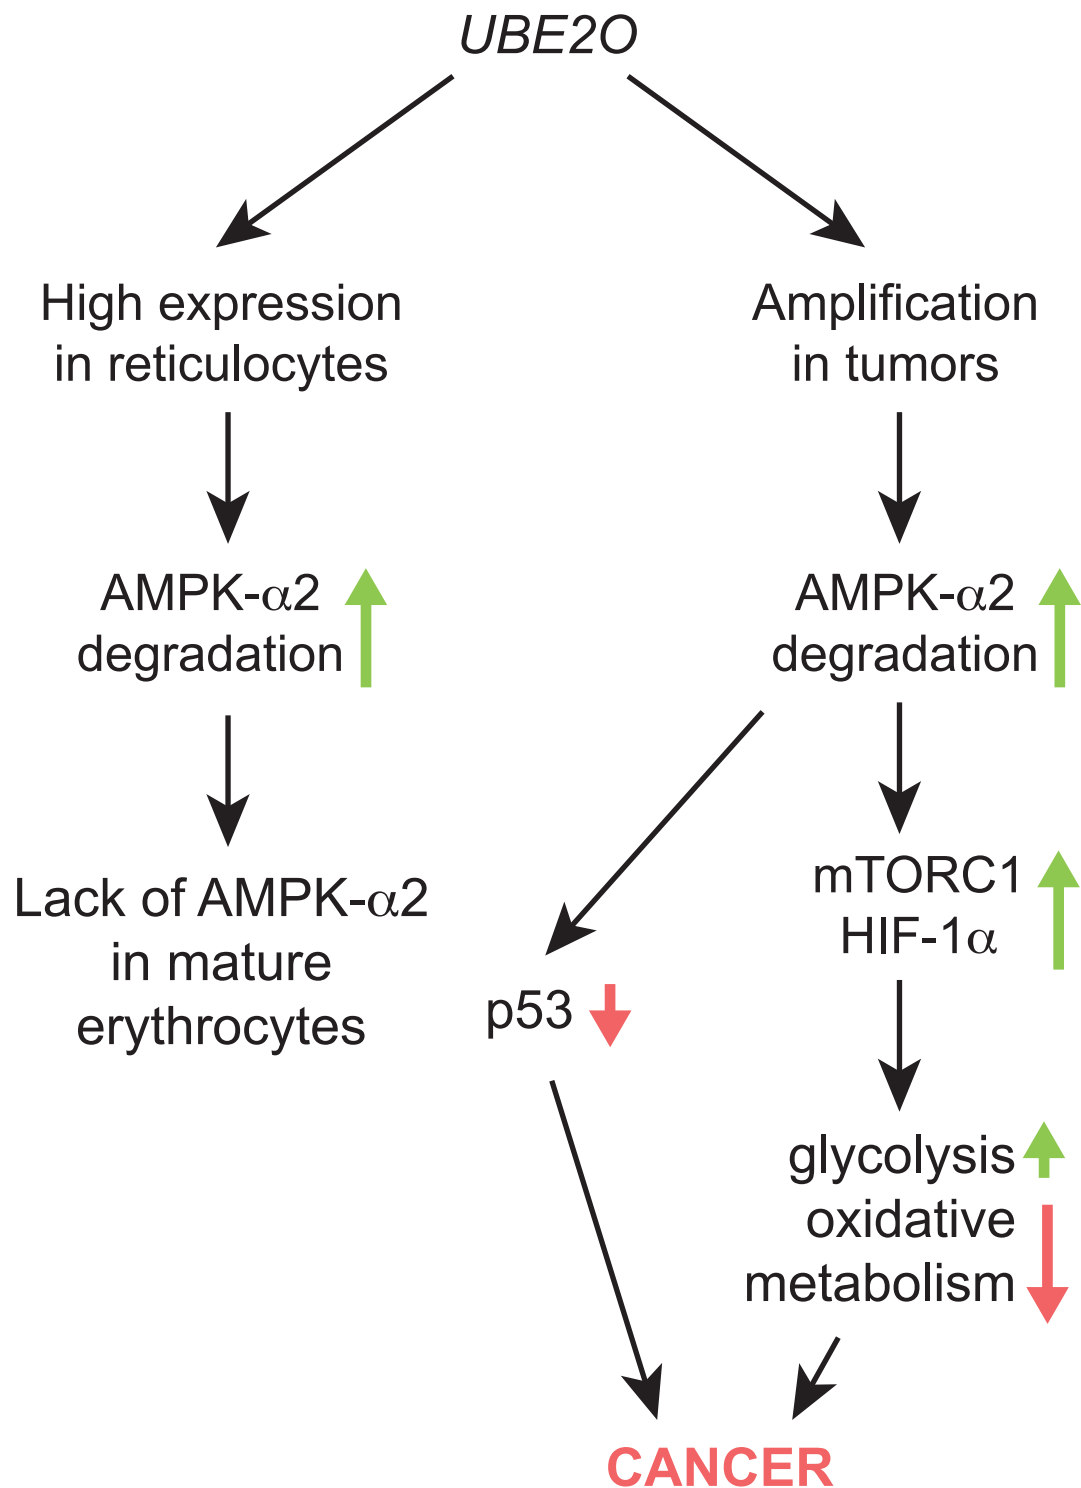 UBE2O
High expression
in reticulocytes
AMPK-α2
degradation
Lack of AMPK-α2
in mature
erythrocytes
Amplification
in tumors
AMPK-α2
degradation
p53
mTORC1
HIF-1α
glycolysis
oxidative
metabolism
CANCER